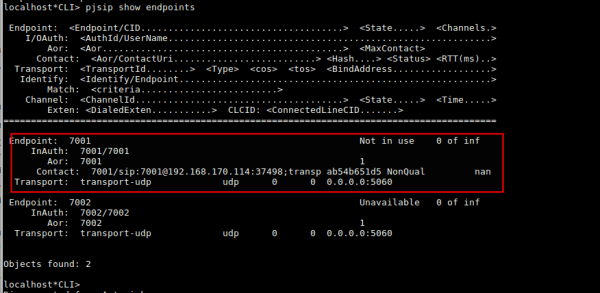 localhost*CLI> pjsip show endpoints
Endpoint: <Endpoint/CID.....................................> <State.....> <Channels.>
I/OAuth: <AuthId/UserName...........................................................>
Aor: <Aor............................................> <MaxContact>
Contact: <Aor/ContactUri..........................> <Hash....> <Status> <RTT(ms)..>
Transport: <TransportId........> <Type> <cos> <tos> <BindAddress..................>
Identify: <Identify/Endpoint.........................................................>
Match: <criteria.........................>
Channel: <ChannelId......................................> <State.....> <Time.....>
Exten: <DialedExten...........> CLCID: <ConnectedLineCID.......>
==========================================================================================
Endpoint: 7001 Not in use 0 of inf
InAuth: 7001/7001
Aor: 7001 1
Contact: 7001/sip:7001@192.168.170.114:37498;transp ab54b651d5 NonQual nan
Transport: transport-udp udp 0 0 0.0.0.0:5060
Endpoint: 7002 Unavailable 0 of inf
InAuth: 7002/7002
Aor: 7002 1
Transport: transport-udp udp 0 0 0.0.0.0:5060
Objects found: 2
localhost*CLI>